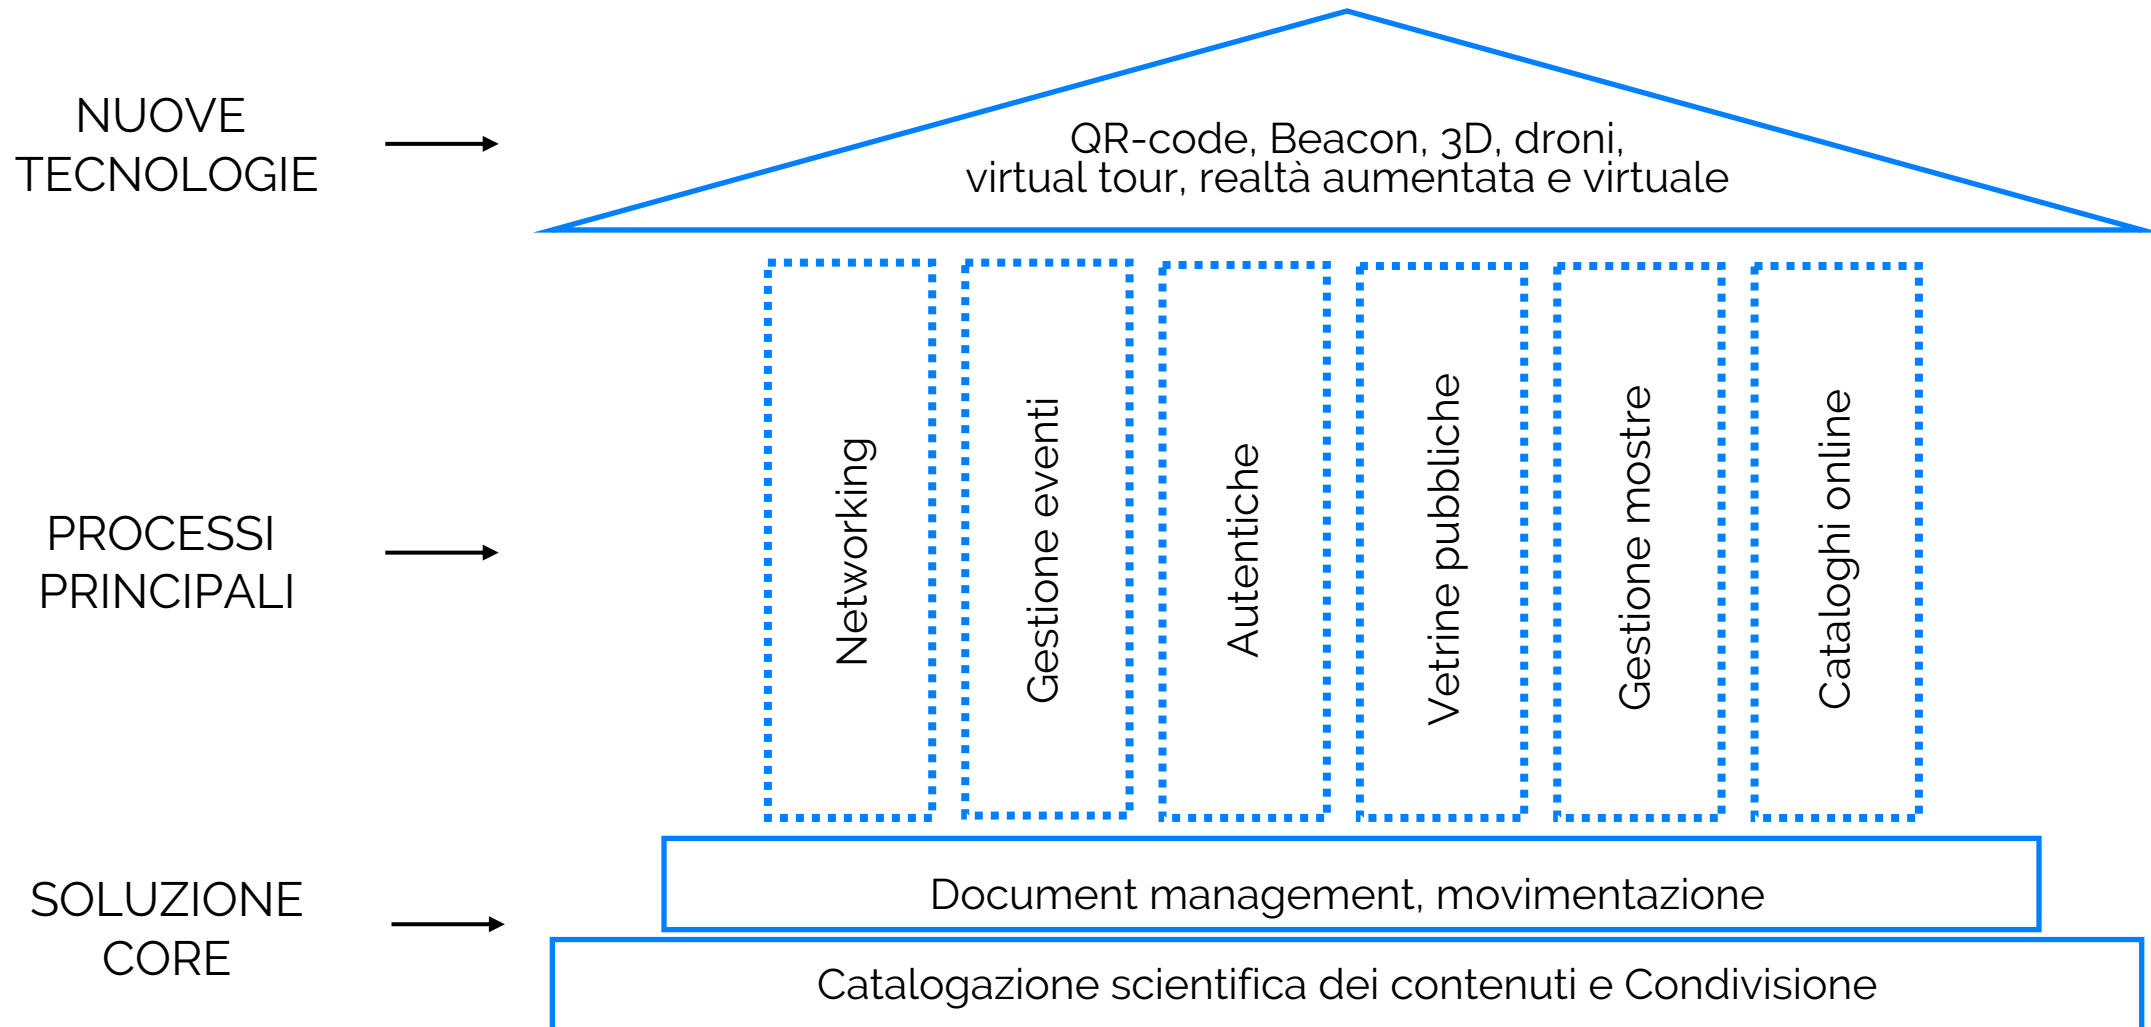 NUOVE
TECNOLOGIE
QR-code, Beacon, 3D, droni,
virtual tour, realtà aumentata e virtuale
PROCESSI
PRINCIPALI
Networking
Gestione eventi
Autentiche
Vetrine pubbliche
Gestione mostre
Cataloghi online
SOLUZIONE
CORE
Document management, movimentazione
Catalogazione scientifica dei contenuti e Condivisione